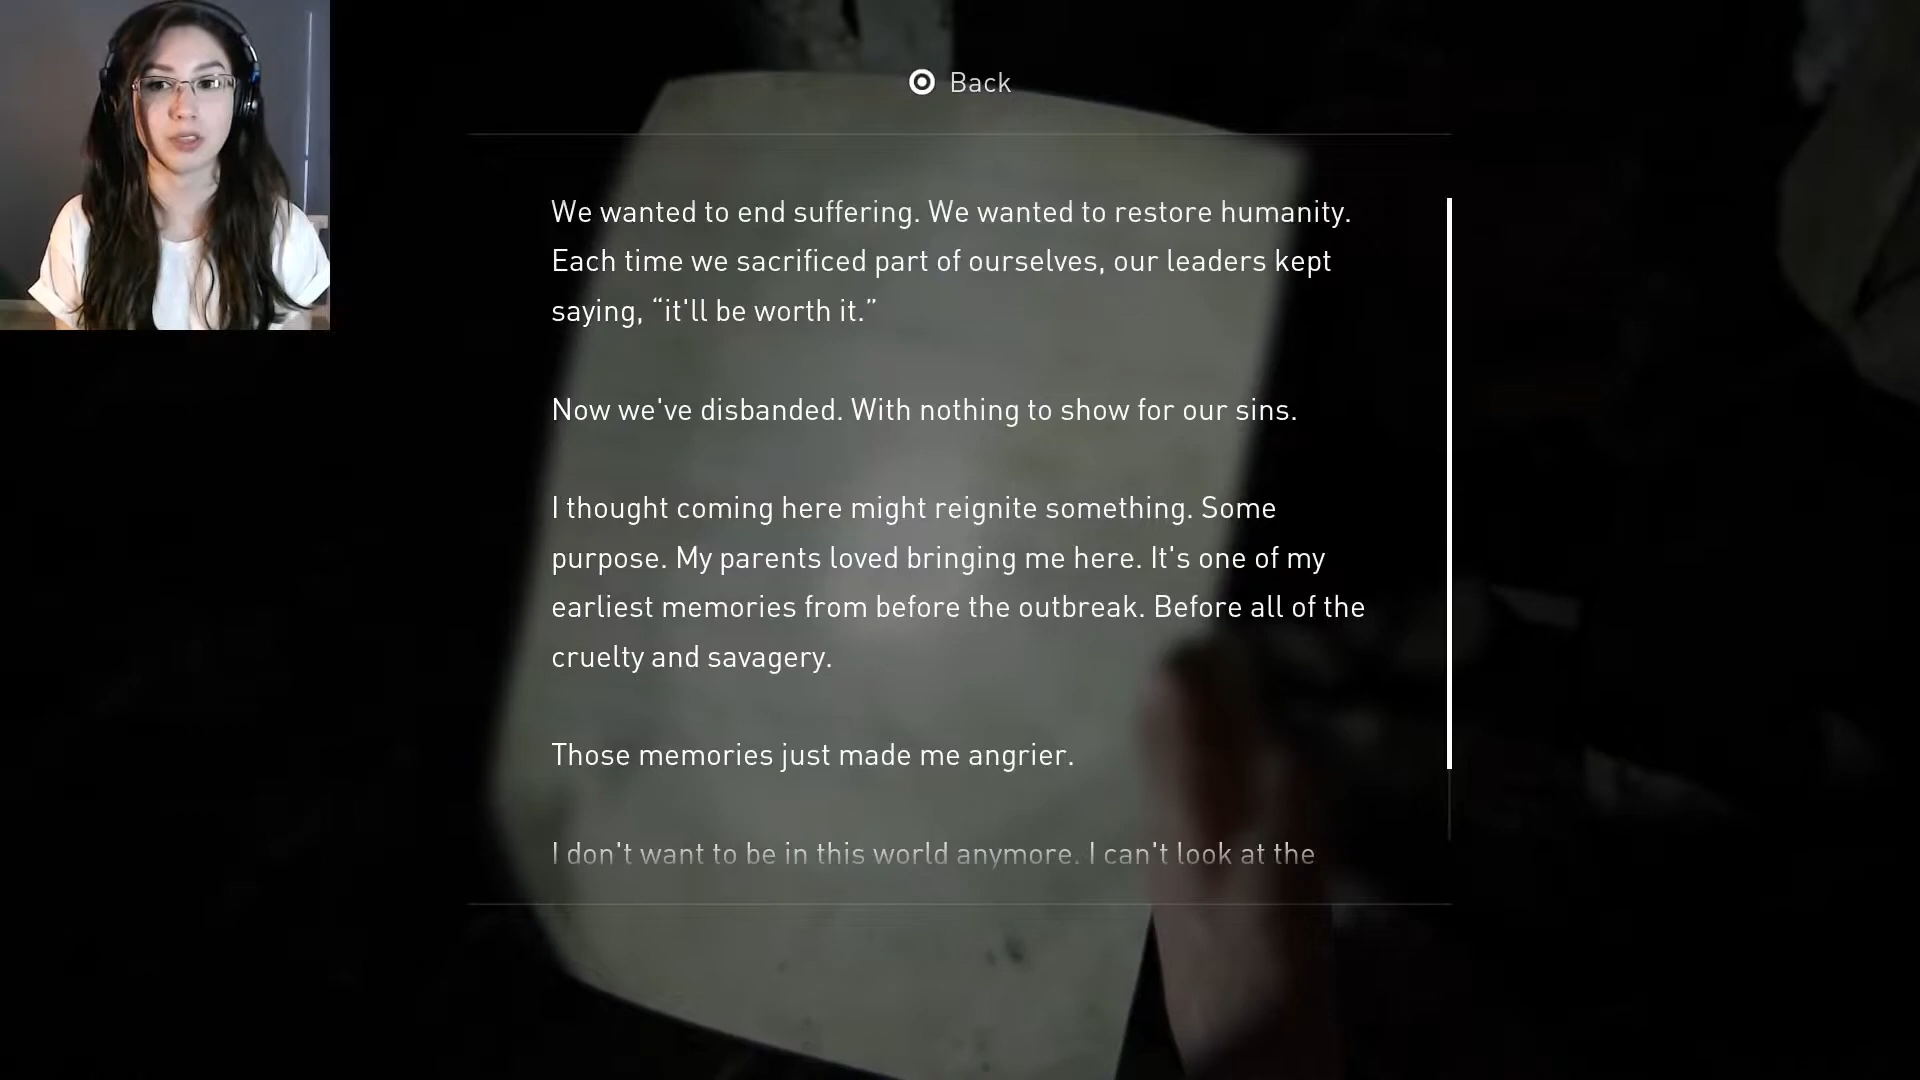 Back
We wanted to end suffering. We wanted to restore humanity.
Each time we sacrificed part of ourselves, our leaders kept
saying, “it'll be worth it.”
Now we've disbanded. With nothing to show for our sins.
I thought coming here might reignite something. Some
purpose. My parents loved bringing me here. It's one of my
earliest memories from before the outbreak. Before all of the
cruelty and savagery.
Those memories just made me angrier.
I don't want to be in this world anymore. I can't look at the